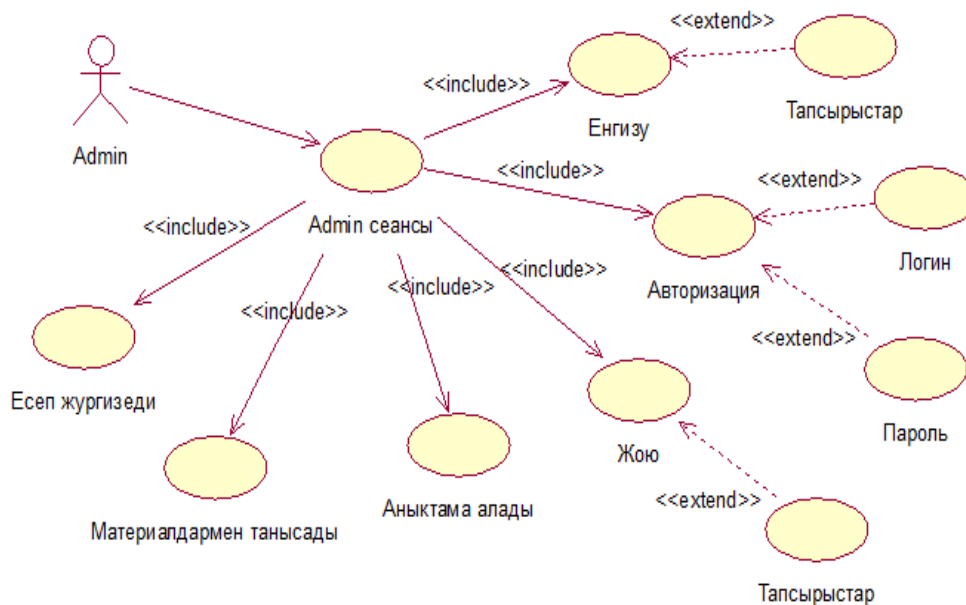 <<extend>>
<<include>>
Тапсырыстар
Енгизу
Admin
<<include>>
<<extend>>
<<include>>
Admin сеансы
Логин
<<include>>
Авторизация
<<include>>
<<include>>
<<extend>>
Есеп жургизеди
Пароль
Жою
Аныктама алады
<<extend>>
Материалдармен танысады
Тапсырыстар